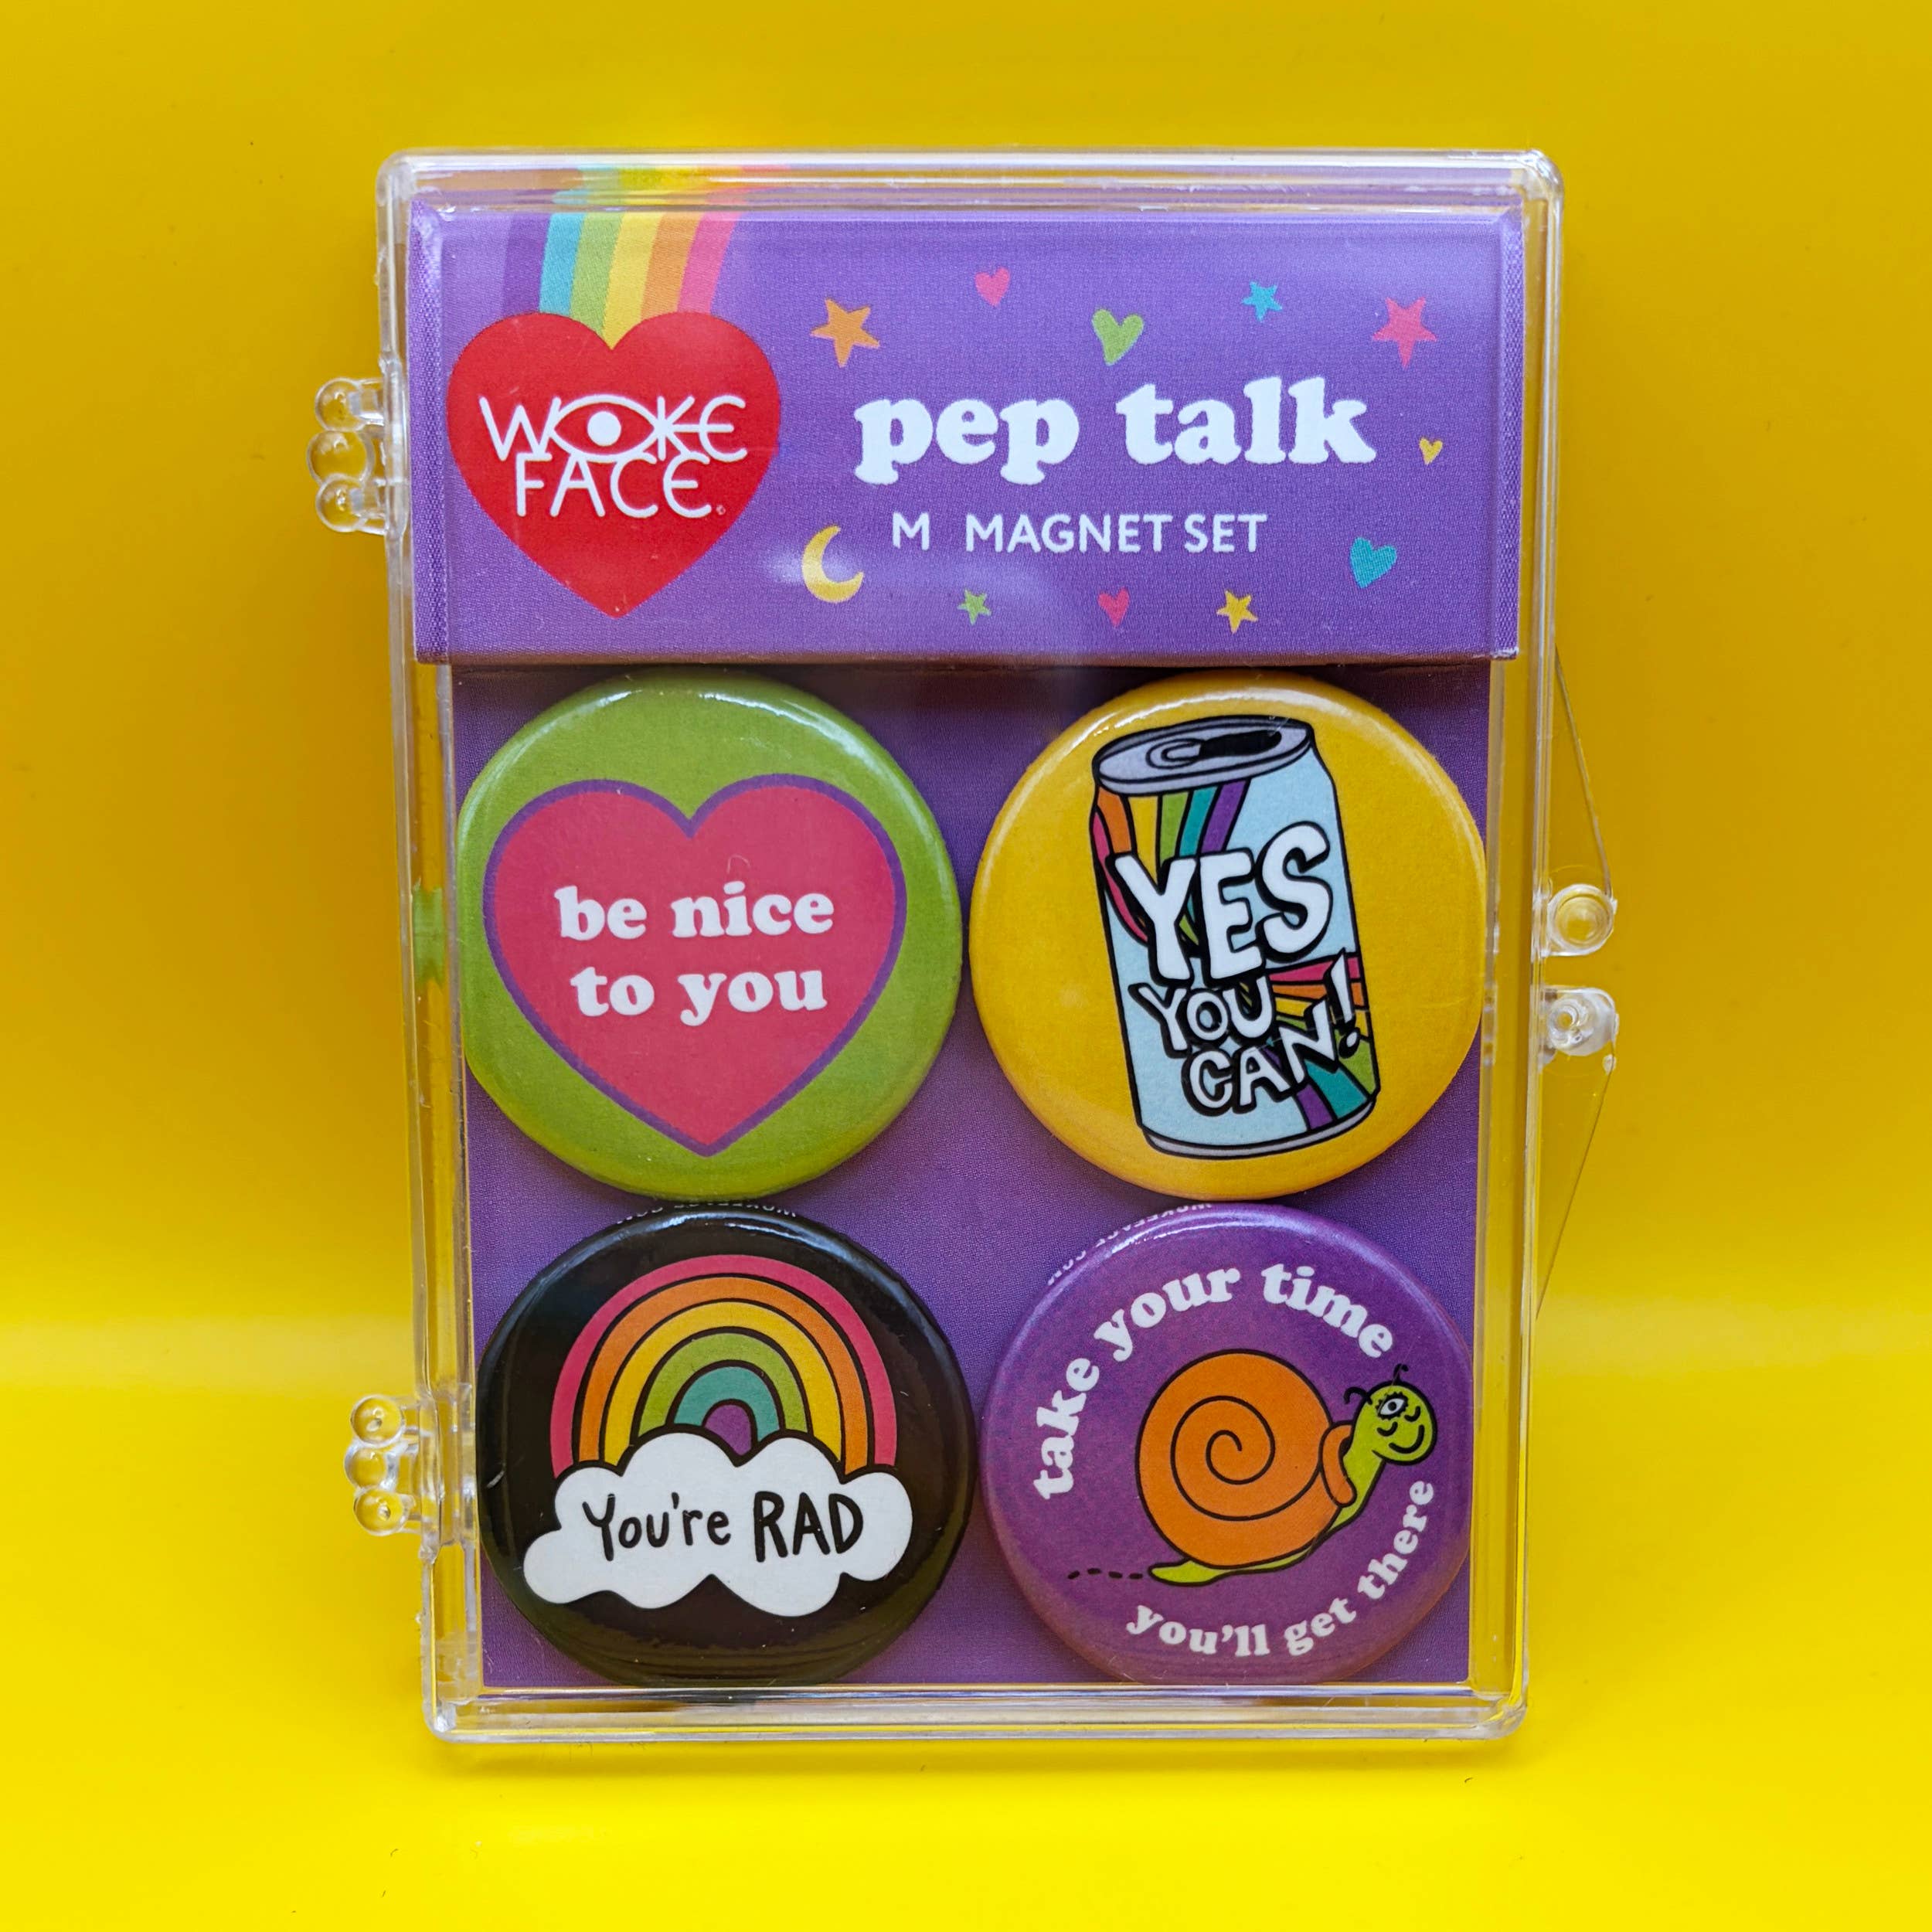 WOKE
FACE®
pep talk
M MAGNET SET
be nice
to you
YES
YOU
CAN!
You're RAD
take your time
you'll get there